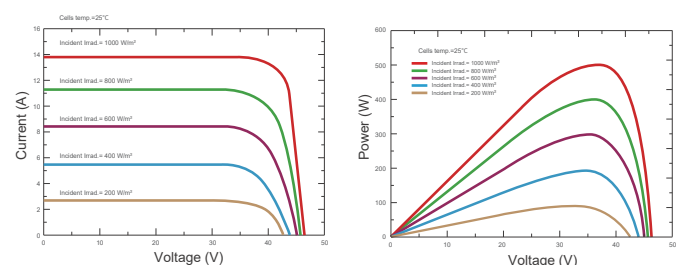 Cells temp.=25°C
Incident Irrad.= 1000 W/m²
Incident Irrad.= 800 W/m²
Incident Irrad.= 600 W/m²
Incident Irrad.= 400 W/m²
Incident Irrad.= 200 W/m²
Current (A)
16
14
12
10
8
6
4
2
0
0 10 20 30 40 50
Voltage (V)
Cells temp.=25°C
Incident Irrad.= 1000 W/m²
Incident Irrad.= 800 W/m²
Incident Irrad.= 600 W/m²
Incident Irrad.= 400 W/m²
Incident Irrad.= 200 W/m²
Power (W)
600
500
400
300
200
100
0
0 10 20 30 40 50
Voltage (V)